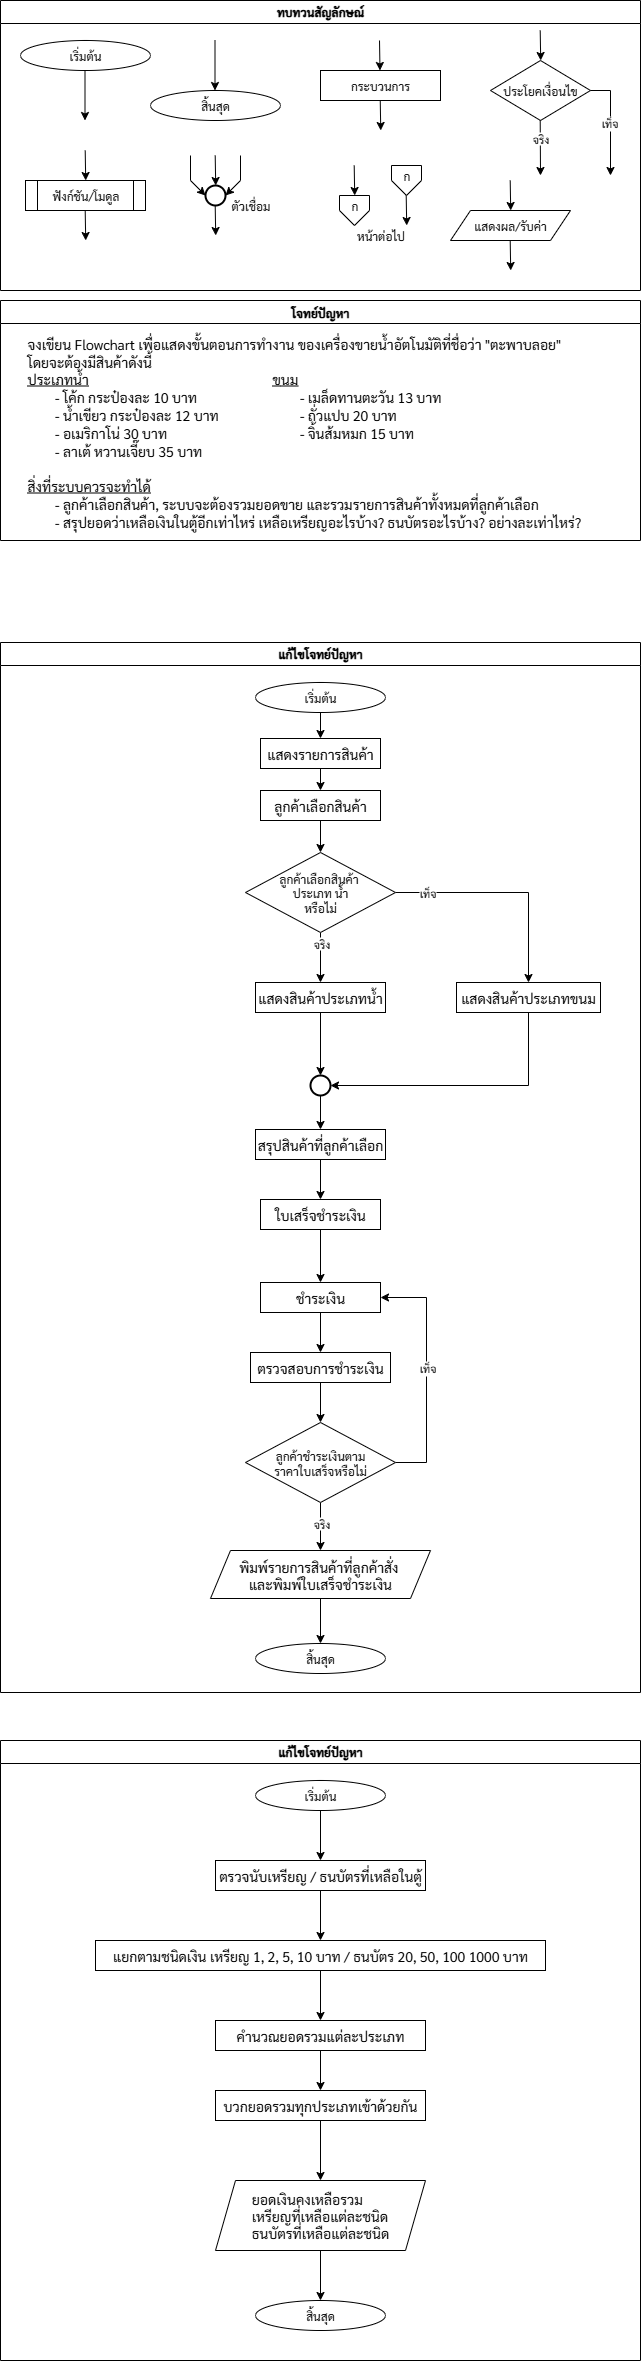 ทบทวนสัญลักษณ์
เริ่มต้น
สิ้นสุด
กระบวนการ
ประโยคเงื่อนไข
เท็จ
จริง
ฟังก์ชัน/โมดูล
ตัวเชื่อม
ก
ก
หน้าต่อไป
แสดงผล/รับค่า
โจทย์ปัญหา
จงเขียน Flowchart เพื่อแสดงขั้นตอนการทำงาน ของเครื่องขายน้ำอัตโนมัติที่ชื่อว่า "ตะพาบลอย"
โดยจะต้องมีสินค้าดังนี้
ประเภทน้ำ
- โค้ก กระป๋องละ 10 บาท
- น้ำเขียว กระป๋องละ 12 บาท
- อเมริกาโน่ 30 บาท
- ลาเต้ หวานเจี๊ยบ 35 บาท
ขนม
- เมล็ดทานตะวัน 13 บาท
- ถั่วแปบ 20 บาท
- จิ้นส้มหมก 15 บาท
สิ่งที่ระบบควรจะทำได้
- ลูกค้าเลือกสินค้า, ระบบจะต้องรวมยอดขาย และรวมรายการสินค้าทั้งหมดที่ลูกค้าเลือก
- สรุปยอดว่าเหลือเงินในตู้อีกเท่าไหร่ เหลือเหรียญอะไรบ้าง? ธนบัตรอะไรบ้าง? อย่างละเท่าไหร่?
แก้ไขโจทย์ปัญหา
เริ่มต้น
แสดงรายการสินค้า
ลูกค้าเลือกสินค้า
ลูกค้าเลือกสินค้า
ประเภท น้ำ
หรือไม่
เท็จ
จริง
แสดงสินค้าประเภทน้ำ
แสดงสินค้าประเภทขนม
สรุปสินค้าที่ลูกค้าเลือก
ใบเสร็จชำระเงิน
ชำระเงิน
ตรวจสอบการชำระเงิน
เท็จ
ลูกค้าชำระเงินตาม
ราคาใบเสร็จหรือไม่
จริง
พิมพ์รายการสินค้าที่ลูกค้าสั่ง
และพิมพ์ใบเสร็จชำระเงิน
สิ้นสุด
แก้ไขโจทย์ปัญหา
เริ่มต้น
ตรวจนับเหรียญ / ธนบัตรที่เหลือในตู้
แยกตามชนิดเงิน เหรียญ 1, 2, 5, 10 บาท / ธนบัตร 20, 50, 100 1000 บาท
คำนวณยอดรวมแต่ละประเภท
บวกยอดรวมทุกประเภทเข้าด้วยกัน
ยอดเงินคงเหลือรวม
เหรียญที่เหลือแต่ละชนิด
ธนบัตรที่เหลือแต่ละชนิด
สิ้นสุด